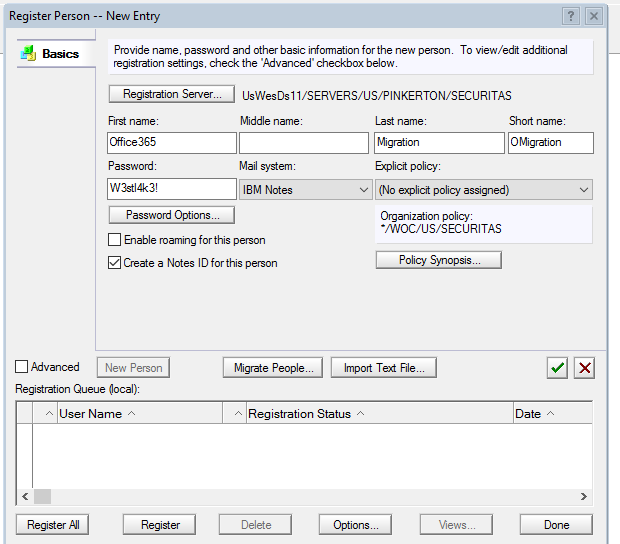 Register Person -- New Entry
Basics
Provide name, password and other basic information for the new person. To view/edit additional
registration settings, check the 'Advanced' checkbox below.
Registration Server... UsWesDs11/SERVERS/US/PINKERTON/SECURITAS
First name: Middle name: Last name: Short name:
Office365 Migration OMigration
Password: Mail system: Explicit policy:
W3stl4k3! IBM Notes (No explicit policy assigned)
Password Options... Organization policy:
*/WOC/US/SECURITAS
Enable roaming for this person
Create a Notes ID for this person Policy Synopsis...
Advanced New Person Migrate People... Import Text File...
Registration Queue (local):
User Name Registration Status Date
Register All Register Delete Options... Views... Done